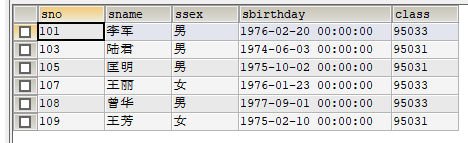 sno sname ssex sbirthday class
101 李军 男 1976-02-20 00:00:00 95033
103 陆君 男 1974-06-03 00:00:00 95031
105 匡明 男 1975-10-02 00:00:00 95031
107 王丽 女 1976-01-23 00:00:00 95033
108 曾华 男 1977-09-01 00:00:00 95033
109 王芳 女 1975-02-10 00:00:00 95031